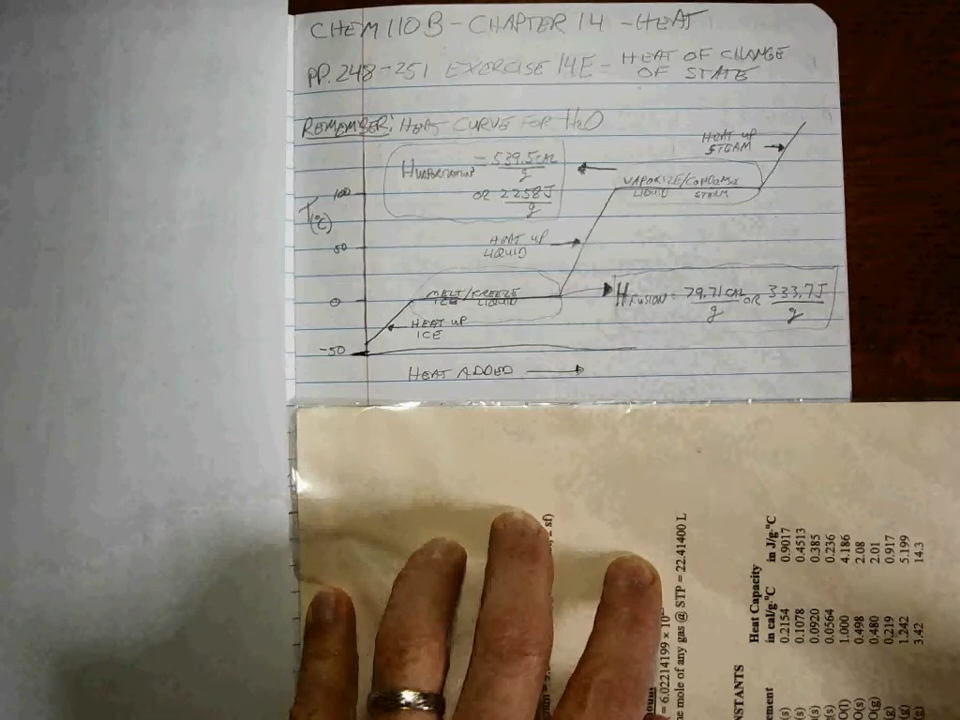 CHEM 110B - CHAPTER 14 - HEAT
PP. 248-251 EXERCISE 14E - HEAT OF CHANGE
OF STATE
REMEMBER: HEAT CURVE FOR H2O
HEAT UP
STEAM
H = 539.5 CAL
g
OR 2258 J
g
VAPORIZE/CONDENSE
LIQUID STEAM
100
T(°C)
50
HEAT UP
LIQUID
0
MELT/FREEZE
ICE LIQUID
HFUSION = 79.71 CAL OR 333.7 J
g g
HEAT UP
ICE
-50
HEAT ADDED
sf)
= 6.02214199 x 10
ne mole of any gas @ STP = 22.41400 L
NSTANTS
Heat Capacity
ement in cal/g·°C in J/g·°C
(s) 0.2154 0.9017
(s) 0.1078 0.4513
(s) 0.0920 0.385
(s) 0.0564 0.236
O(l) 1.000 4.186
O(s) 0.498 2.08
O(g) 0.480 2.01
(g) 0.219 0.917
(g) 1.242 5.199
(g) 3.42 14.3